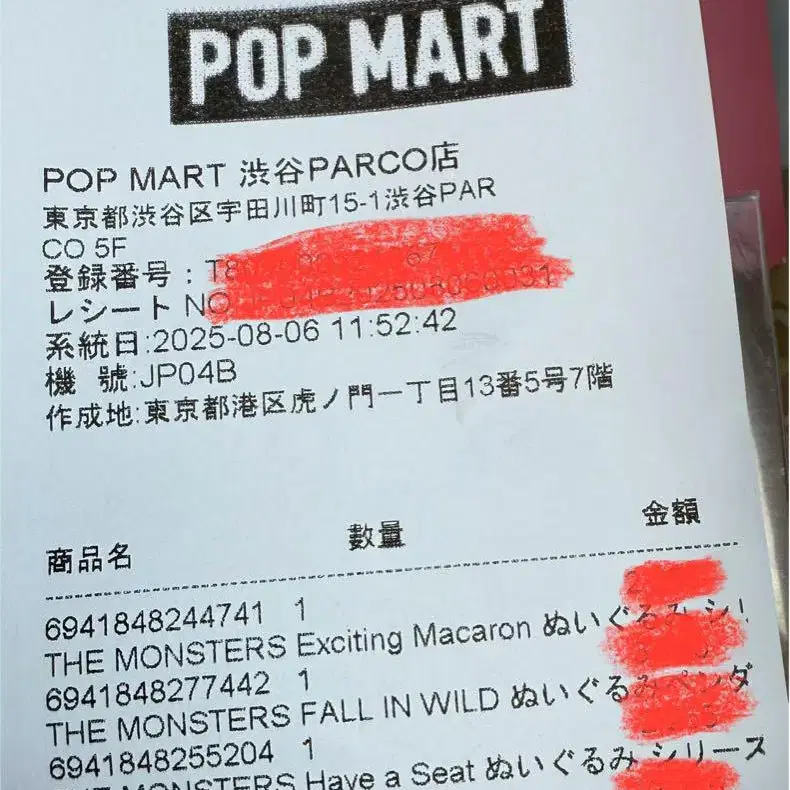 POP MART
POP MART 渋谷PARCO店
東京都渋谷区宇田川町15-1渋谷PAR
CO 5F
登録番号：
レシート NO
系統日:2025-08-06 11:52:42
機 號:JP04B
作成地:東京都港区虎ノ門一丁目13番5号7階
商品名 数量 金額
6941848244741 1
THE MONSTERS Exciting Macaron ぬいぐるみ シリ
6941848277442 1
THE MONSTERS FALL IN WILD ぬいぐるみペンダ
6941848255204 1
THE MONSTERS Have a Seat ぬいぐるみ シリーズ